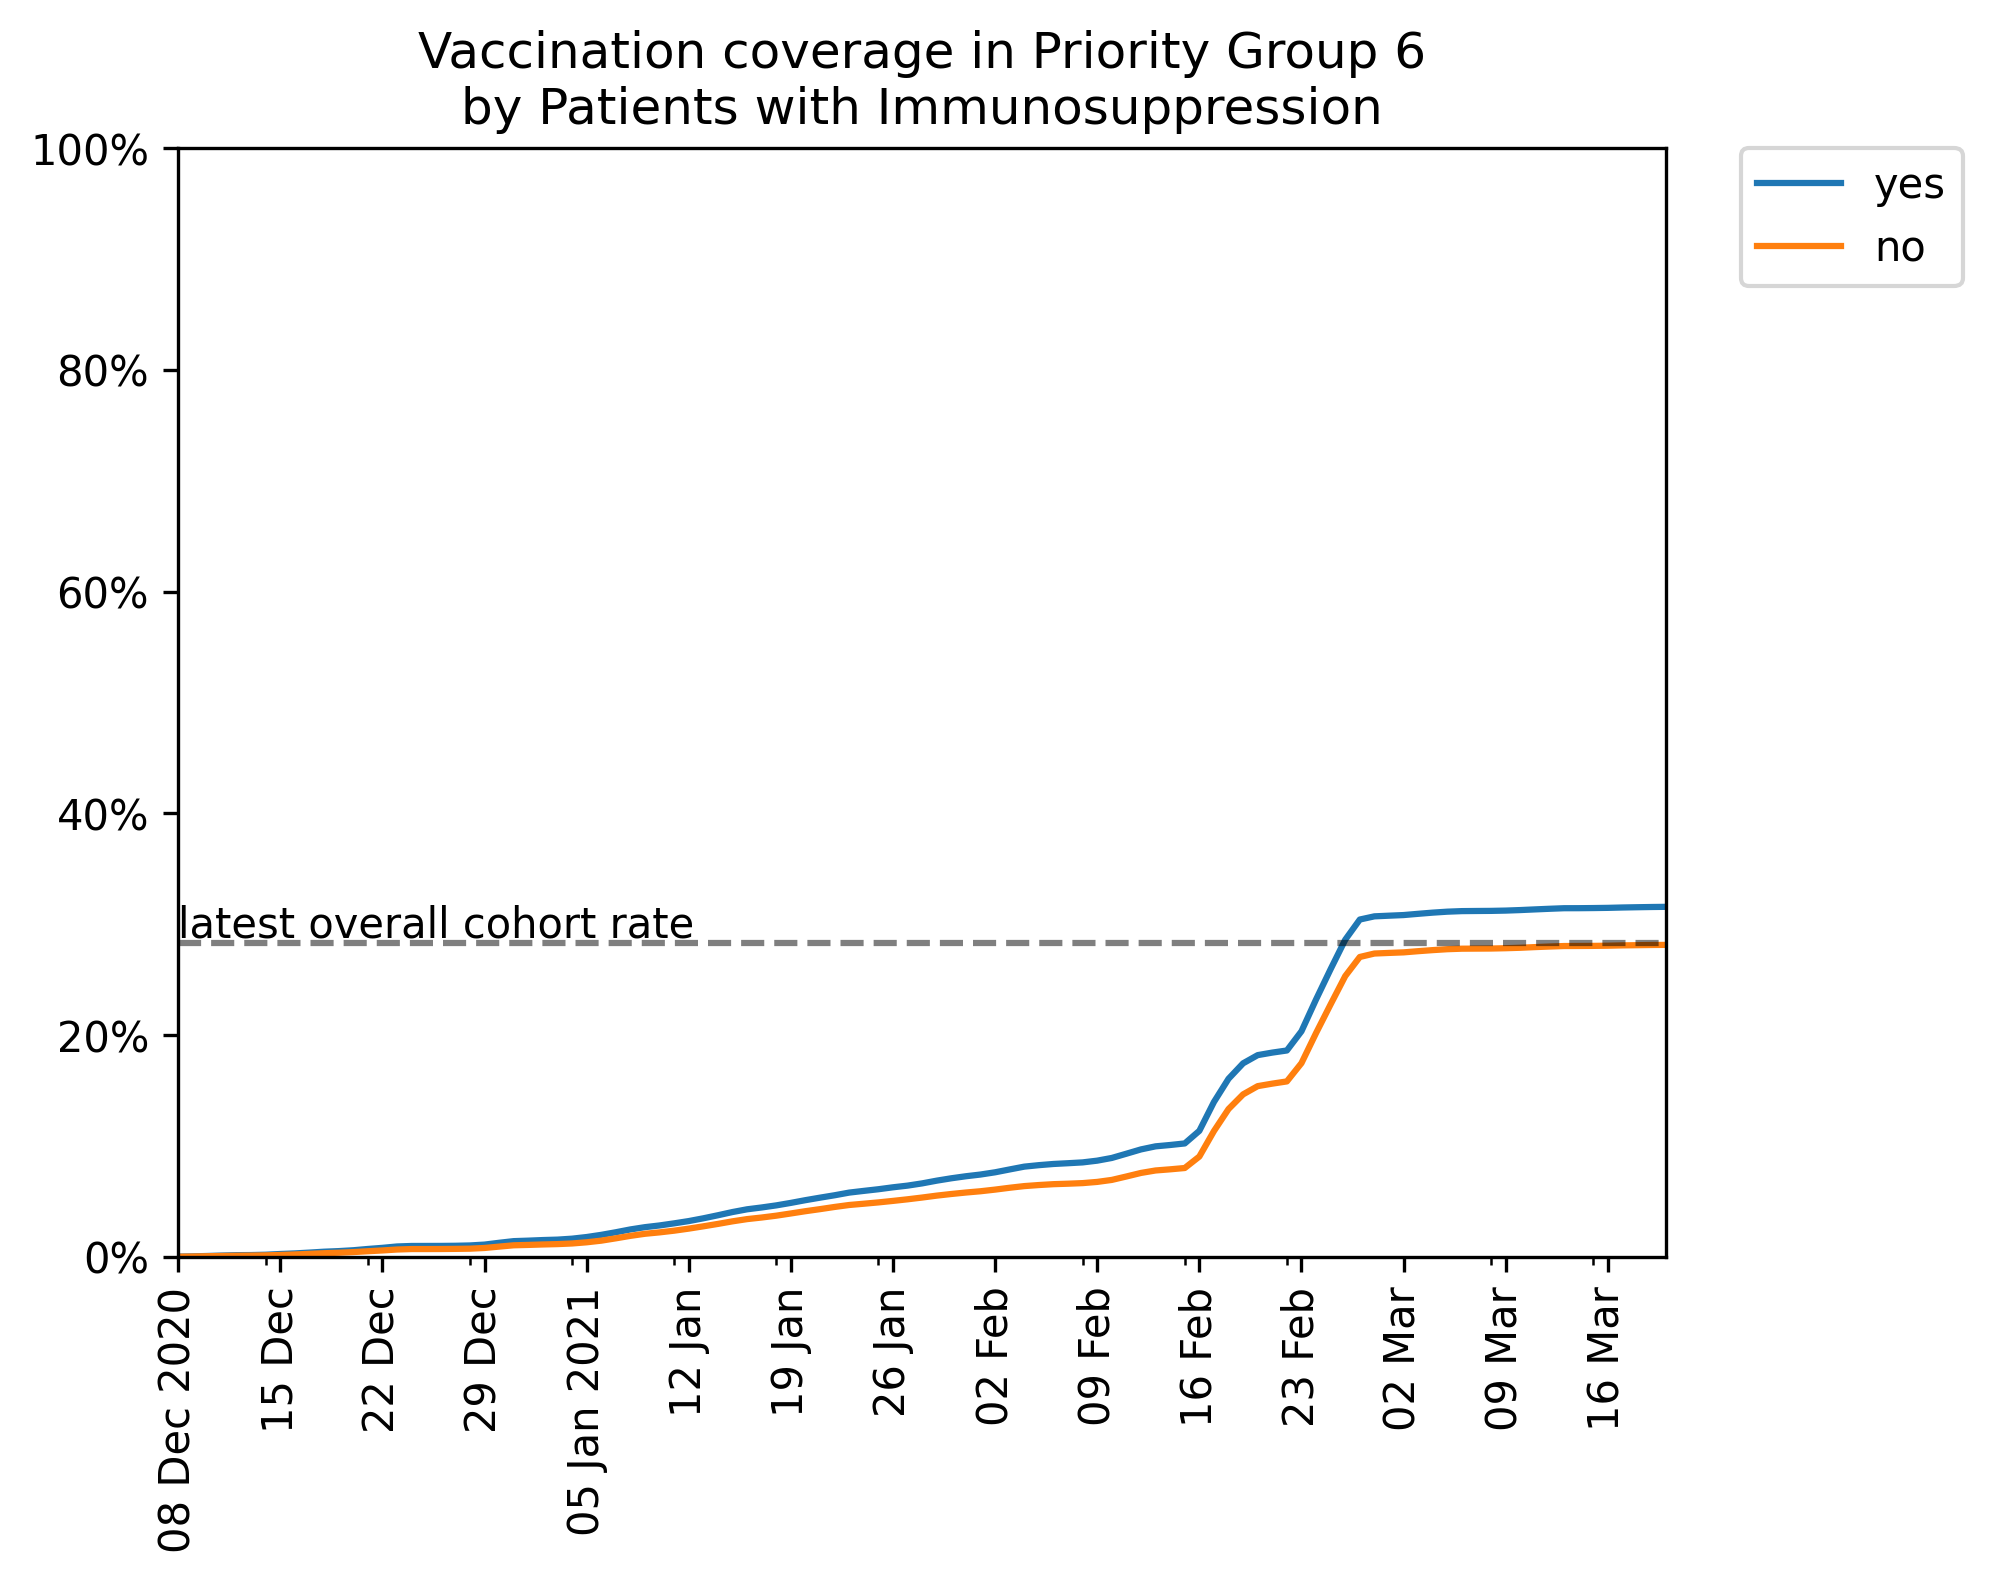 Vaccination coverage in Priority Group 6
by Patients with Immunosuppression
100%
80%
60%
40%
20%
0%
latest overall cohort rate
yes
no
08 Dec 2020
15 Dec
22 Dec
29 Dec
05 Jan 2021
12 Jan
19 Jan
26 Jan
02 Feb
09 Feb
16 Feb
23 Feb
02 Mar
09 Mar
16 Mar